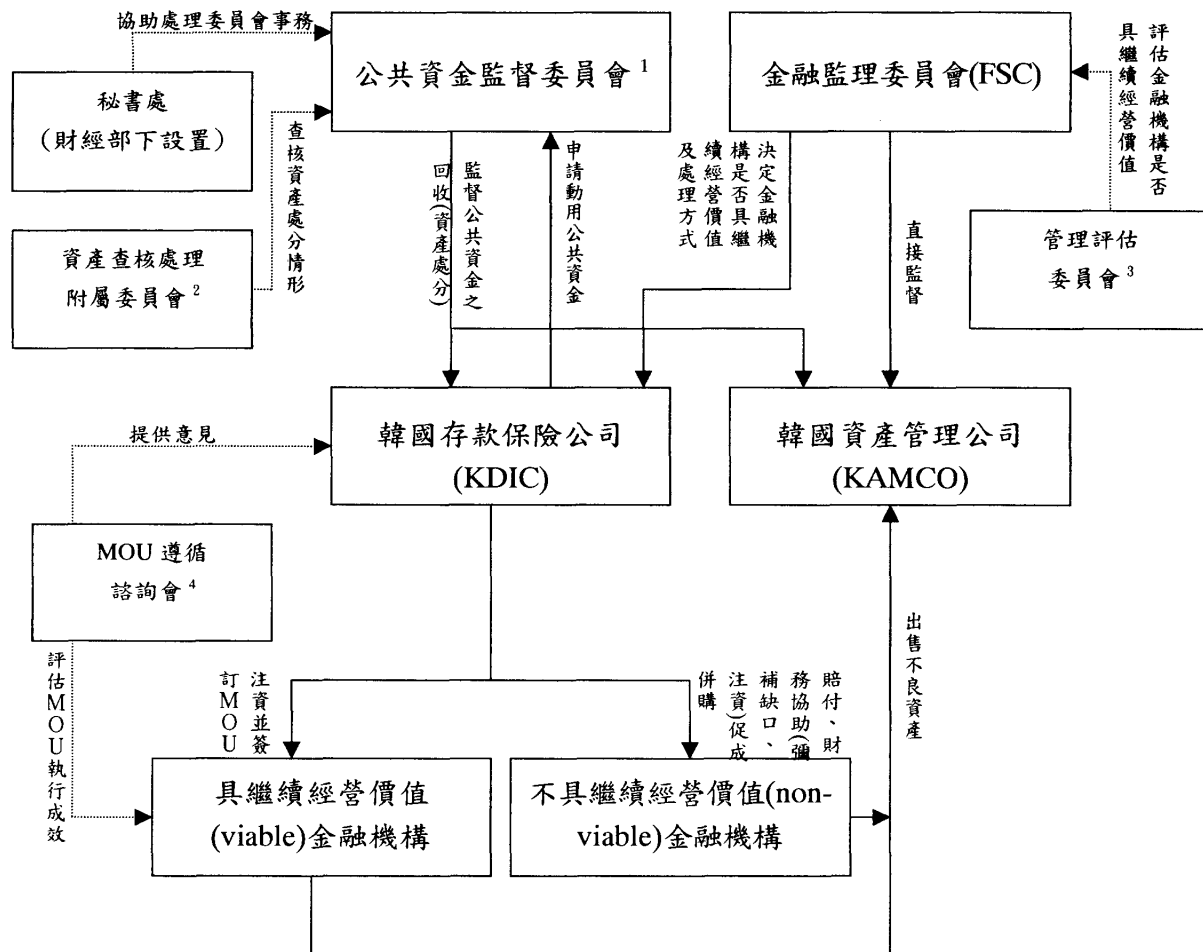 協助處理委員會事務
公共資金監督委員會 1
金融監理委員會(FSC)
評估金融機構是否
具繼續經營價值
秘書處
（財經部下設置）
查核資產處分情形
資產查核處理
附屬委員會 2
監督公共資金之
回收(資產處分)
申請動用公共資金
決定金融機
構是否具繼
續經營價值
及處理方式
直接監督
管理評估
委員會 3
提供意見
韓國存款保險公司
(KDIC)
韓國資產管理公司
(KAMCO)
MOU 遵循
諮詢會 4
評估MOU執行成效
注資並簽
訂MOU
賠付、財
務協助(彌
補缺口、
注資)促成
併購
出售不良資產
具繼續經營價值
(viable)金融機構
不具繼續經營價值(non-
viable)金融機構